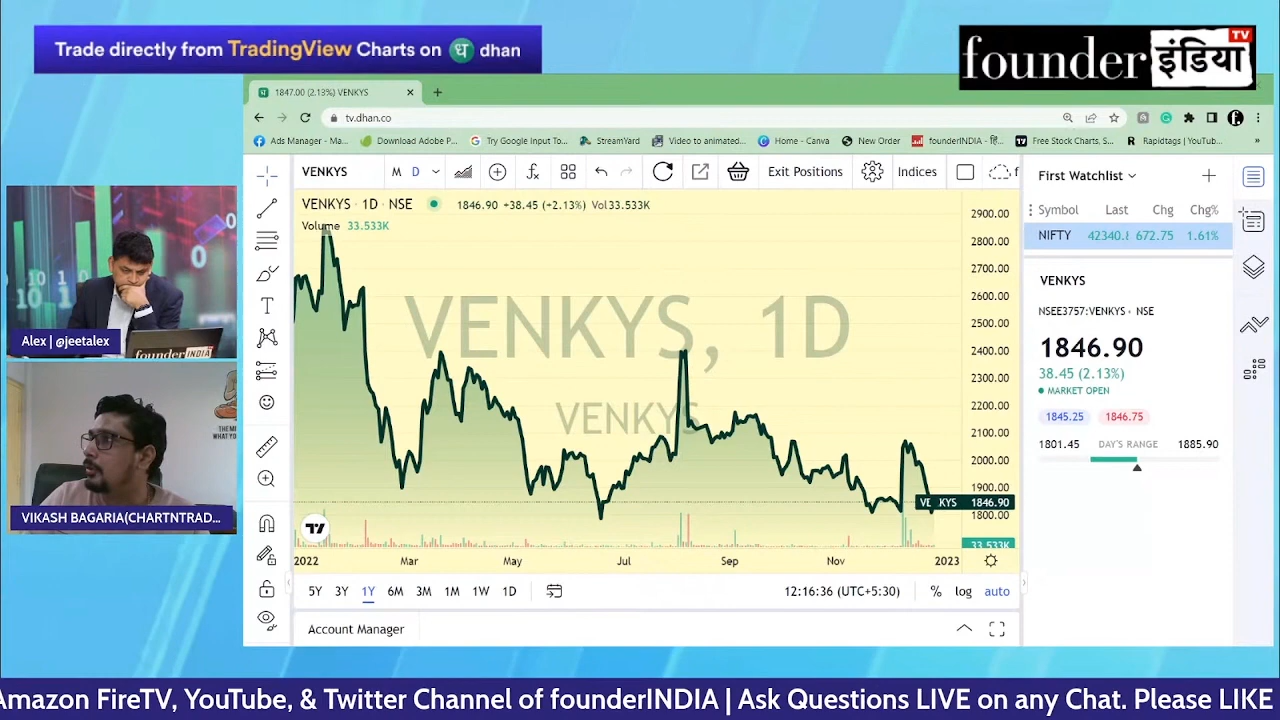 Trade directly from TradingView Charts on ध dhan
founder इंडिया TV
1847.00 (2.13%) VENKYS
tv.dhan.co
Ads Manager - Ma... Download Adobe P... Try Google Input To... StreamYard Video to animated... Home - Canva New Order founderINDIA - हिं... Free Stock Charts, S... Rapidtags | YouTub... »
VENKYS M D Exit Positions Indices f
VENKYS · 1D · NSE 1846.90 +38.45 (+2.13%) Vol33.533K
Volume 33.533K
VENKYS, 1D
VENKYS
2900.00
2800.00
2700.00
2600.00
2500.00
2400.00
2300.00
2200.00
2100.00
2000.00
1900.00
VE KYS 1846.90
1800.00
33.533K
2022 Mar May Jul Sep Nov 2023
5Y 3Y 1Y 6M 3M 1M 1W 1D 12:16:36 (UTC+5:30) % log auto
Account Manager
First Watchlist
Symbol Last Chg Chg%
NIFTY 42340.8 672.75 1.61%
VENKYS
NSEE3757:VENKYS · NSE
1846.90
38.45 (2.13%)
MARKET OPEN
1845.25 1846.75
1801.45 DAY'S RANGE 1885.90
Alex | @jeetalex
founderINDIA
VIKASH BAGARIA(CHARTNTRAD...
Amazon FireTV, YouTube, & Twitter Channel of founderINDIA | Ask Questions LIVE on any Chat. Please LIKE